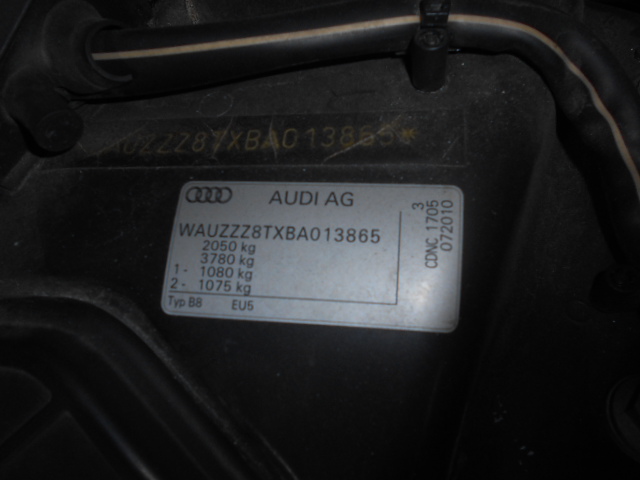 WAUZZZ8TXBA013865*
AUDI AG
WAUZZZ8TXBA013865
2050 kg
3780 kg
1- 1080 kg
2- 1075 kg
Typ B8 EU5
3
CDNC 1705
072010